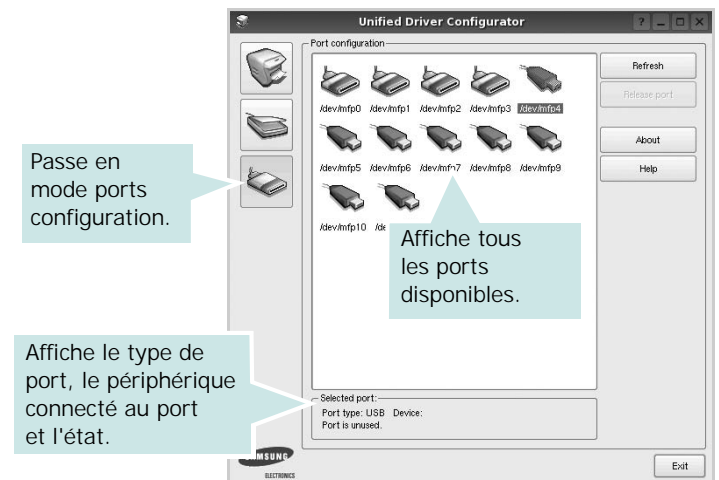 Unified Driver Configurator
Port configuration
/dev/mfp0 /dev/mfp1 /dev/mfp2 /dev/mfp3 /dev/mfp4
/dev/mfp5 /dev/mfp6 /dev/mfp7 /dev/mfp8 /dev/mfp9
/dev/mfp10
Refresh
Release port
About
Help
Passe en
mode ports
configuration.
Affiche tous
les ports
disponibles.
Affiche le type de
port, le périphérique
connecté au port
et l'état.
Selected port:
Port type: USB Device:
Port is unused.
ELECTRONICS
Exit